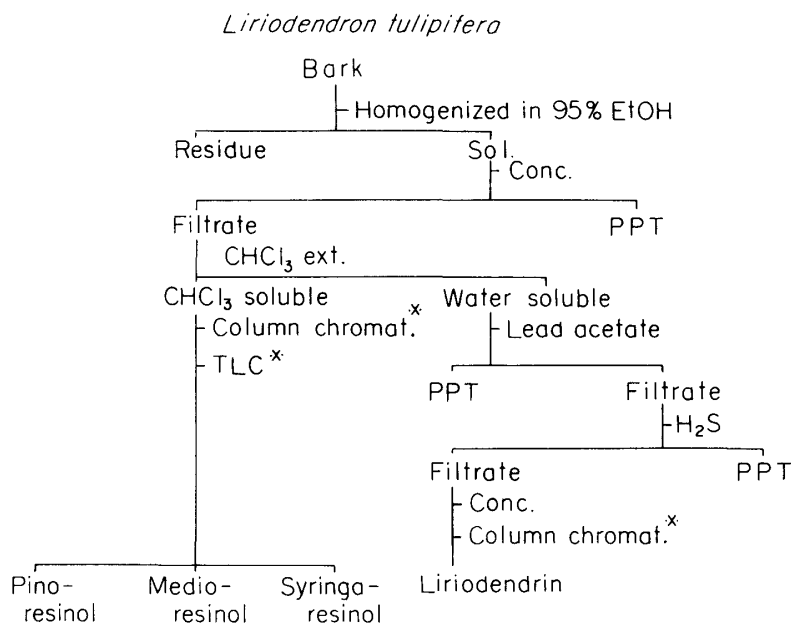 Liriodendron tulipifera
Bark
Homogenized in 95% EtOH
Residue Sol.
Conc.
Filtrate PPT
CHCl₃ ext.
CHCl₃ soluble Water soluble
Column chromat.* Lead acetate
TLC*
PPT Filtrate
H₂S
Filtrate PPT
Conc.
Column chromat.*
Pino- Medio- Syringa- Liriodendrin
resinol resinol resinol